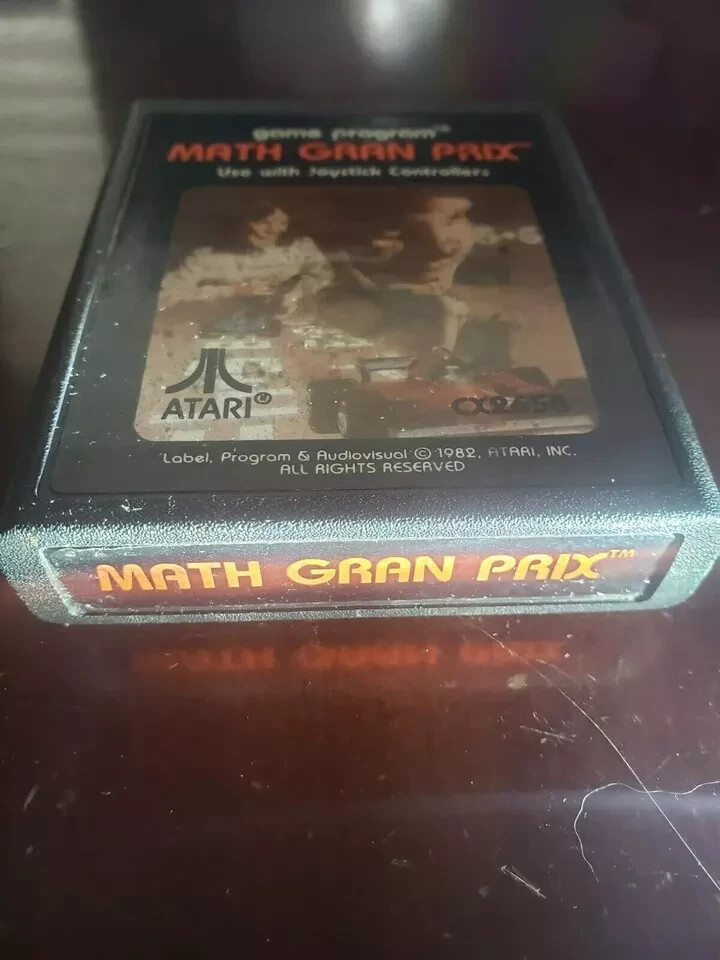 game program™
MATH GRAN PRIX™
Use with Joystick Controllers
ATARI®
CX2658
Label, Program & Audiovisual © 1982, ATARI, INC.
ALL RIGHTS RESERVED
MATH GRAN PRIX™